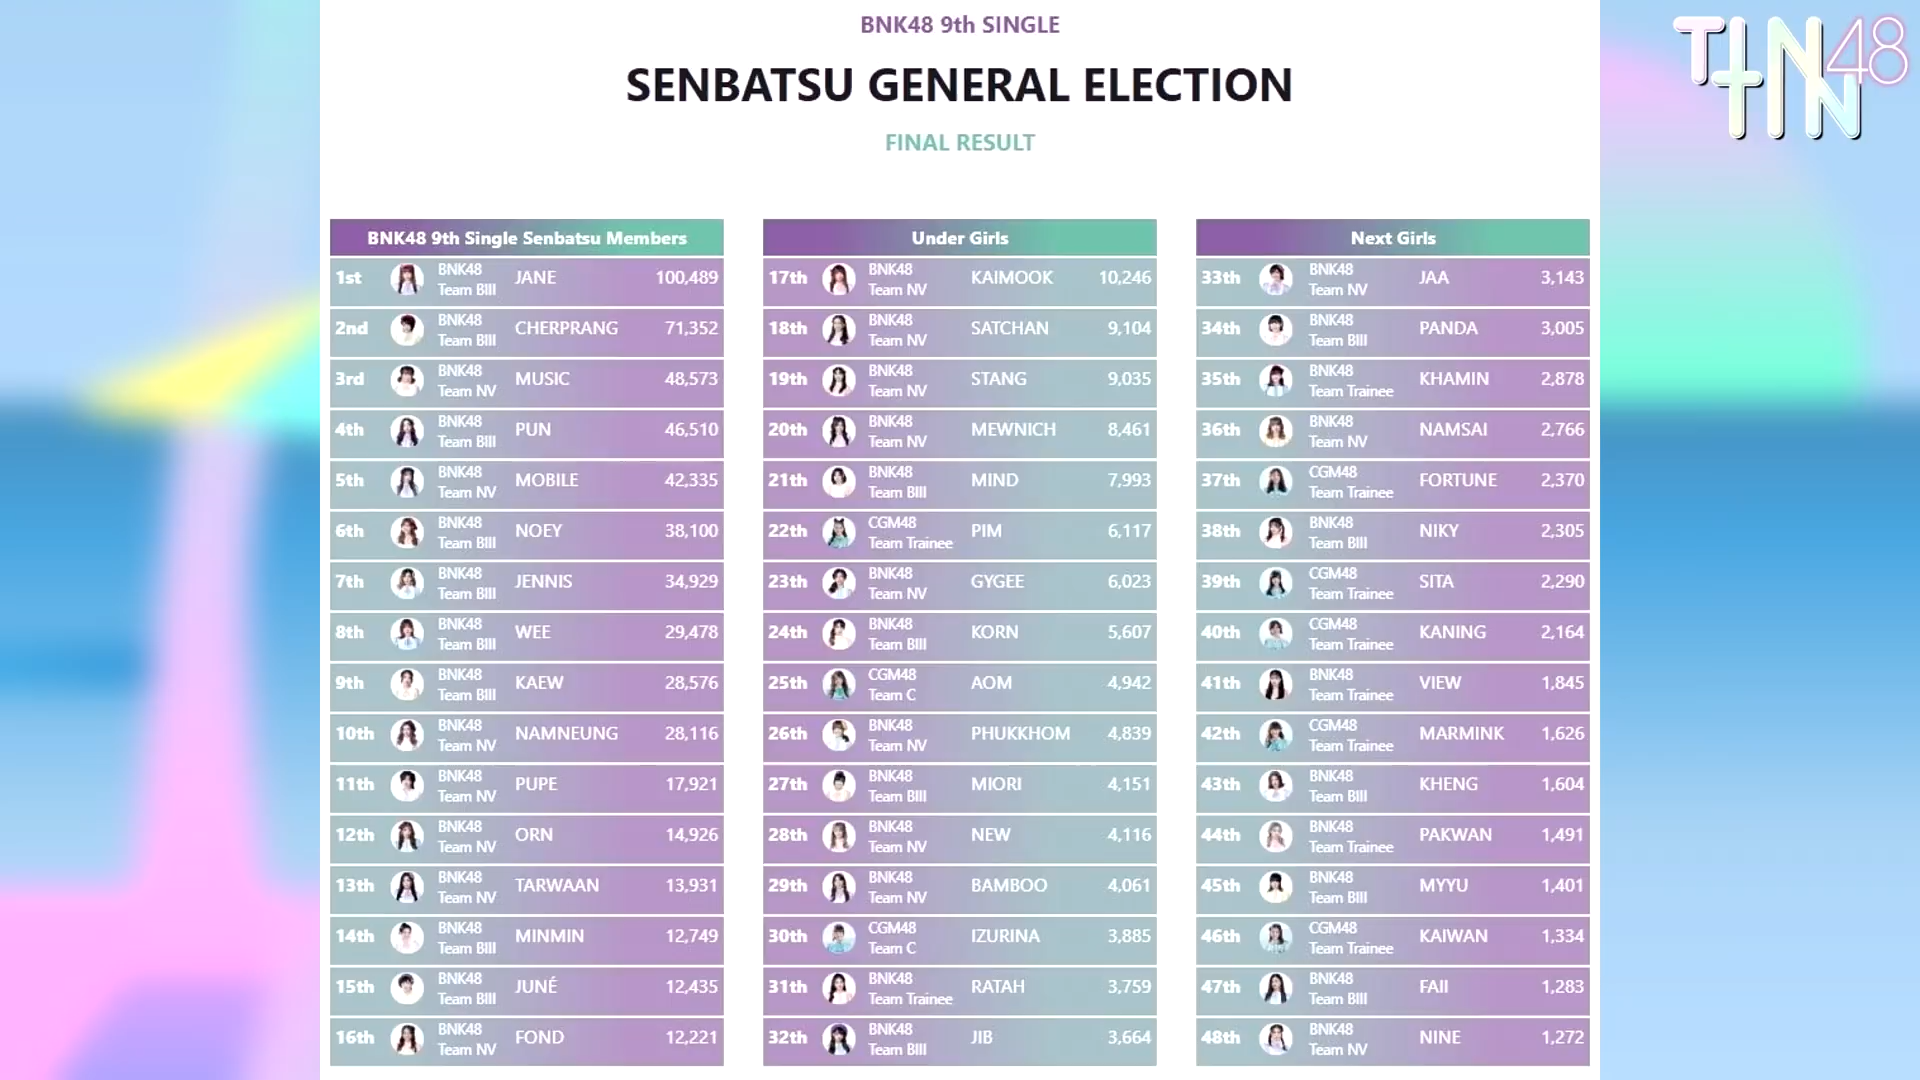 BNK48 9th SINGLE
SENBATSU GENERAL ELECTION
FINAL RESULT
TINTIN48
BNK48 9th Single Senbatsu Members
1st BNK48 Team BIII JANE 100,489
2nd BNK48 Team BIII CHERPRANG 71,352
3rd BNK48 Team NV MUSIC 48,573
4th BNK48 Team BIII PUN 46,510
5th BNK48 Team NV MOBILE 42,335
6th BNK48 Team BIII NOEY 38,100
7th BNK48 Team BIII JENNIS 34,929
8th BNK48 Team BIII WEE 29,478
9th BNK48 Team BIII KAEW 28,576
10th BNK48 Team NV NAMNEUNG 28,116
11th BNK48 Team NV PUPE 17,921
12th BNK48 Team NV ORN 14,926
13th BNK48 Team NV TARWAAN 13,931
14th BNK48 Team BIII MINMIN 12,749
15th BNK48 Team BIII JUNÉ 12,435
16th BNK48 Team NV FOND 12,221
Under Girls
17th BNK48 Team NV KAIMOOK 10,246
18th BNK48 Team NV SATCHAN 9,104
19th BNK48 Team NV STANG 9,035
20th BNK48 Team NV MEWNICH 8,461
21th BNK48 Team BIII MIND 7,993
22th CGM48 Team Trainee PIM 6,117
23th BNK48 Team NV GYGEE 6,023
24th BNK48 Team BIII KORN 5,607
25th CGM48 Team C AOM 4,942
26th BNK48 Team NV PHUKKHOM 4,839
27th BNK48 Team BIII MIORI 4,151
28th BNK48 Team NV NEW 4,116
29th BNK48 Team NV BAMBOO 4,061
30th CGM48 Team C IZURINA 3,885
31th BNK48 Team Trainee RATAH 3,759
32th BNK48 Team BIII JIB 3,664
Next Girls
33th BNK48 Team NV JAA 3,143
34th BNK48 Team BIII PANDA 3,005
35th BNK48 Team Trainee KHAMIN 2,878
36th BNK48 Team NV NAMSAI 2,766
37th CGM48 Team Trainee FORTUNE 2,370
38th BNK48 Team BIII NIKY 2,305
39th CGM48 Team Trainee SITA 2,290
40th CGM48 Team Trainee KANING 2,164
41th BNK48 Team Trainee VIEW 1,845
42th CGM48 Team Trainee MARMINK 1,626
43th BNK48 Team BIII KHENG 1,604
44th BNK48 Team Trainee PAKWAN 1,491
45th BNK48 Team BIII MYYU 1,401
46th CGM48 Team Trainee KAIWAN 1,334
47th BNK48 Team BIII FAII 1,283
48th BNK48 Team NV NINE 1,272